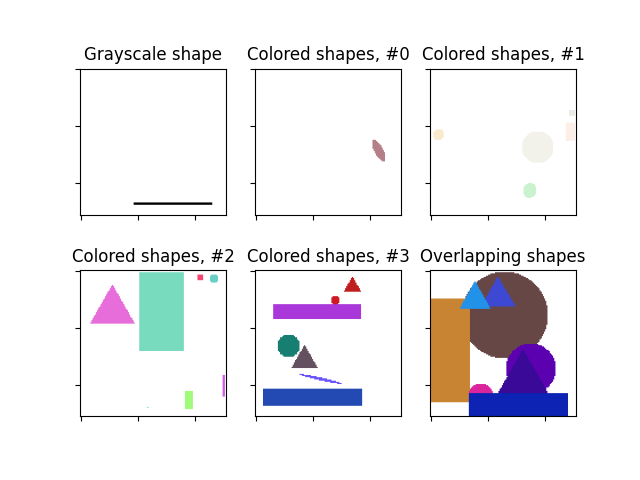 Grayscale shape
Colored shapes, #0
Colored shapes, #1
Colored shapes, #2
Colored shapes, #3
Overlapping shapes